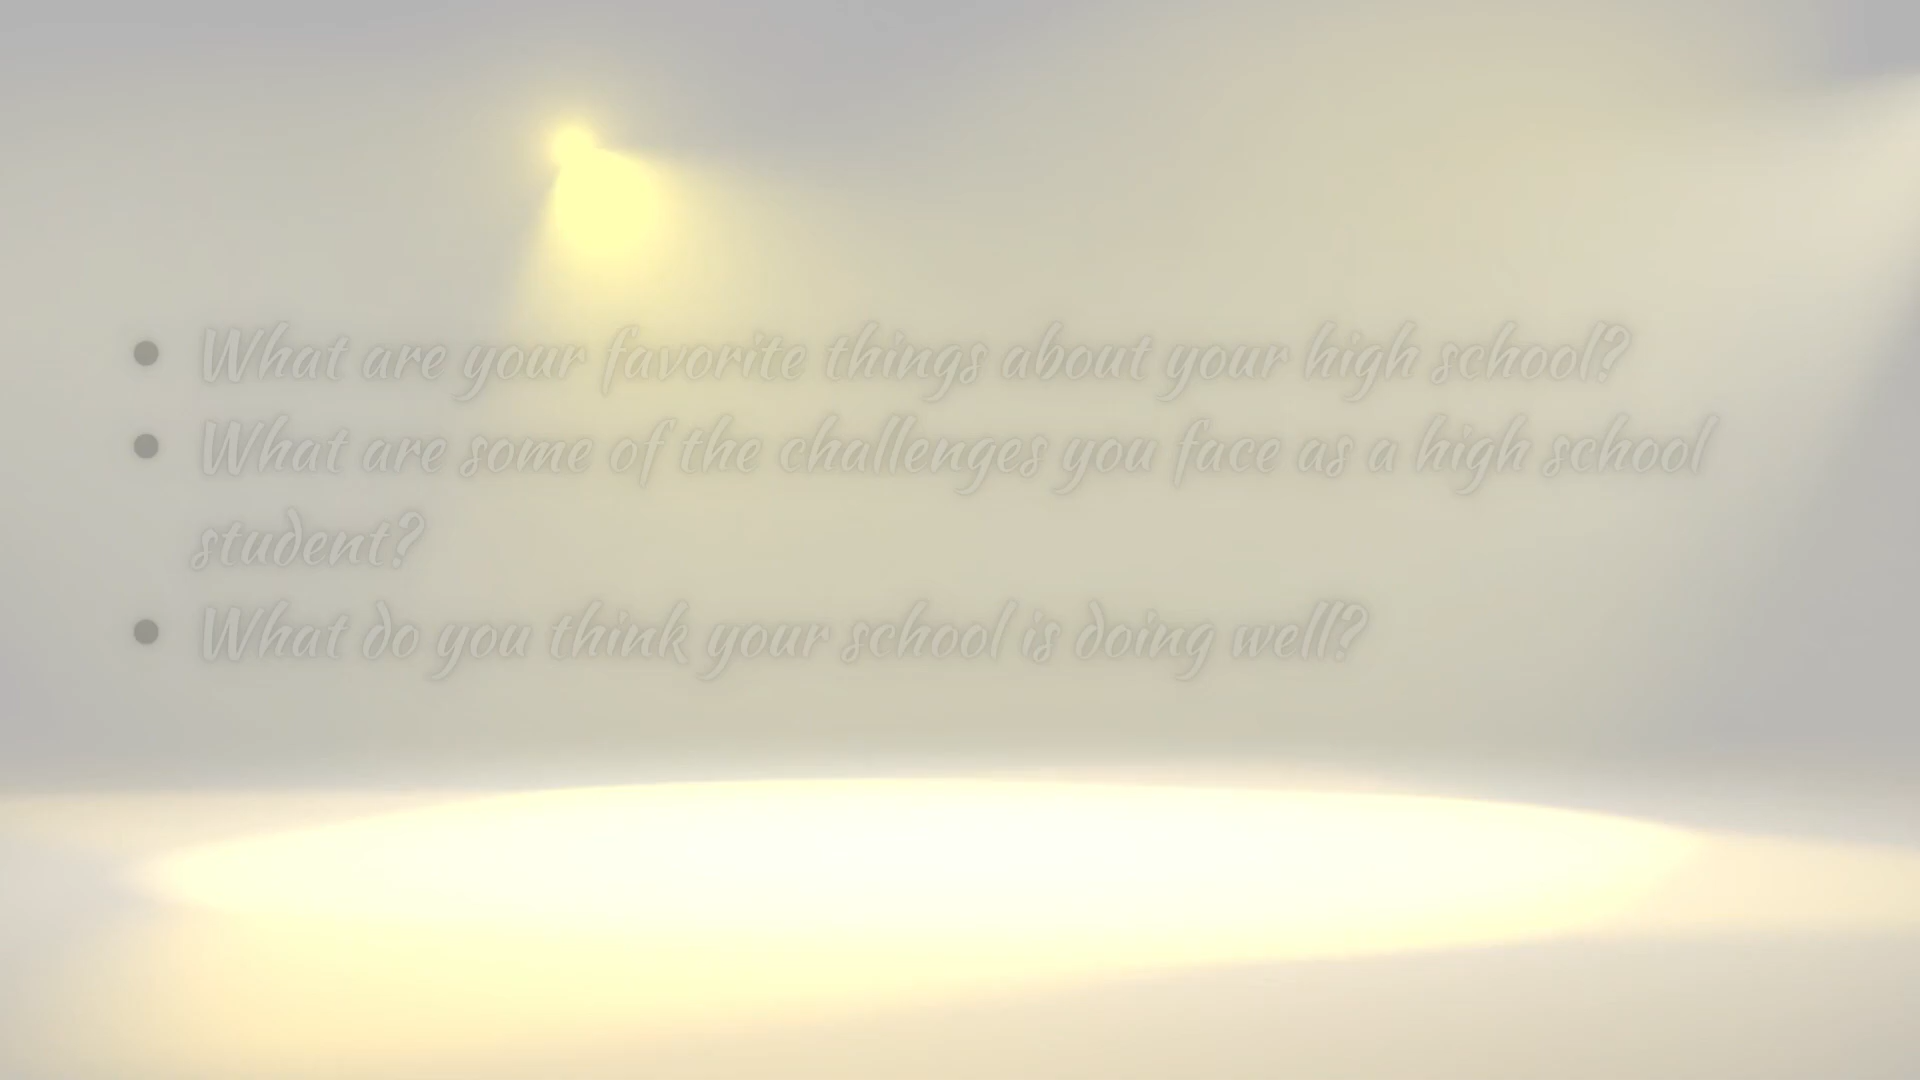 • What are your favorite things about your high school?
• What are some of the challenges you face as a high school
student?
• What do you think your school is doing well?